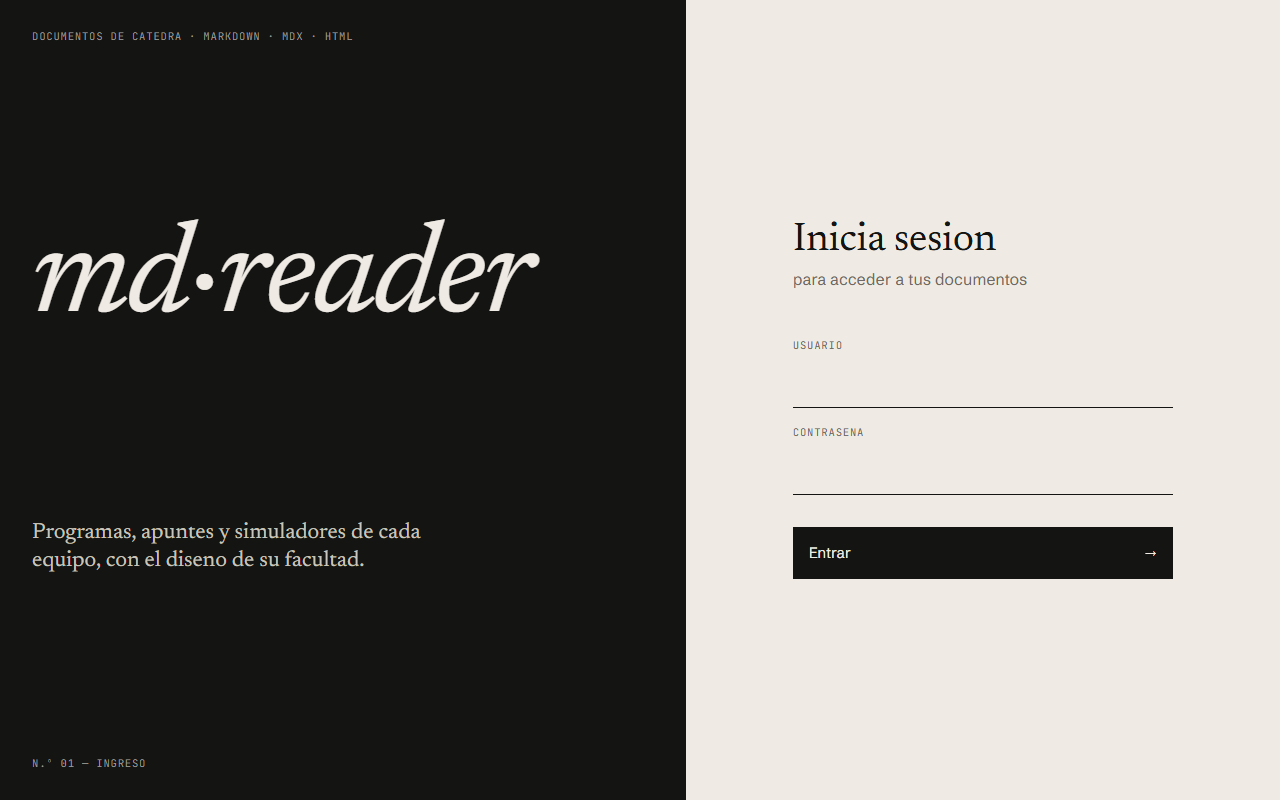 DOCUMENTOS DE CATEDRA · MARKDOWN · MDX · HTML
md·reader
Programas, apuntes y simuladores de cada
equipo, con el diseno de su facultad.
N.° 01 — INGRESO
Inicia sesion
para acceder a tus documentos
USUARIO
CONTRASENA
Entrar →